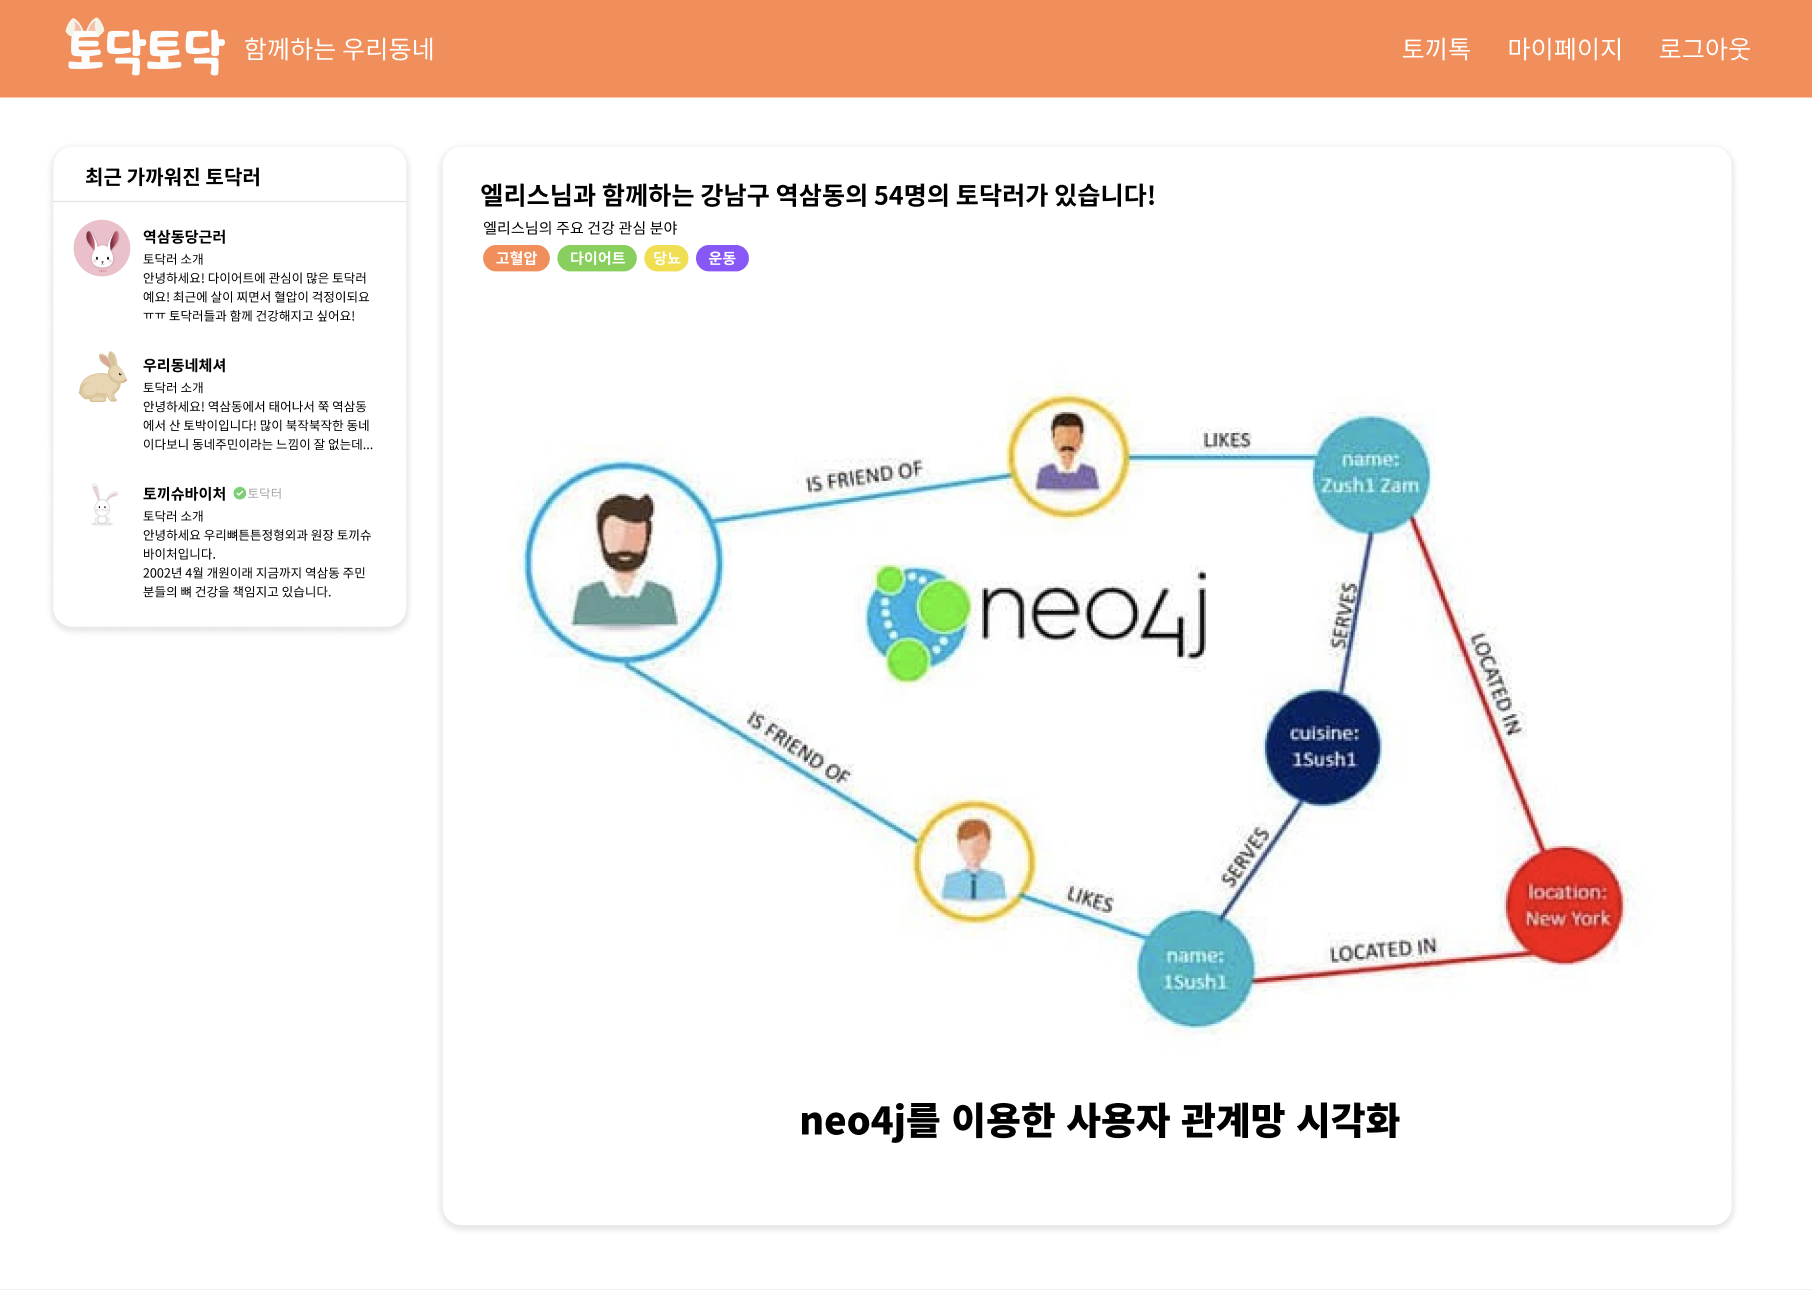 토닥토닥 함께하는 우리동네
토끼톡 마이페이지 로그아웃
최근 가까워진 토닥러
역삼동당근러
토닥러 소개
안녕하세요! 다이어트에 관심이 많은 토닥러
예요! 최근에 살이 찌면서 혈압이 걱정이되요
ㅠㅠ 토닥러들과 함께 건강해지고 싶어요!
우리동네체셔
토닥러 소개
안녕하세요! 역삼동에서 태어나서 쭉 역삼동
에서 산 토박이입니다! 많이 북작북작한 동네
이다보니 동네주민이라는 느낌이 잘 없는데...
토끼슈바이처 토닥터
토닥러 소개
안녕하세요 우리뼈튼튼정형외과 원장 토끼슈
바이처입니다.
2002년 4월 개원이래 지금까지 역삼동 주민
분들의 뼈 건강을 책임지고 있습니다.
엘리스님과 함께하는 강남구 역삼동의 54명의 토닥러가 있습니다!
엘리스님의 주요 건강 관심 분야
고혈압 다이어트 당뇨 운동
IS FRIEND OF
LIKES
name:
Zush1 Zam
neo4j
SERVES
LOCATED IN
IS FRIEND OF
cuisine:
1Sush1
SERVES
LIKES
location:
New York
name:
1Sush1
LOCATED IN
neo4j를 이용한 사용자 관계망 시각화